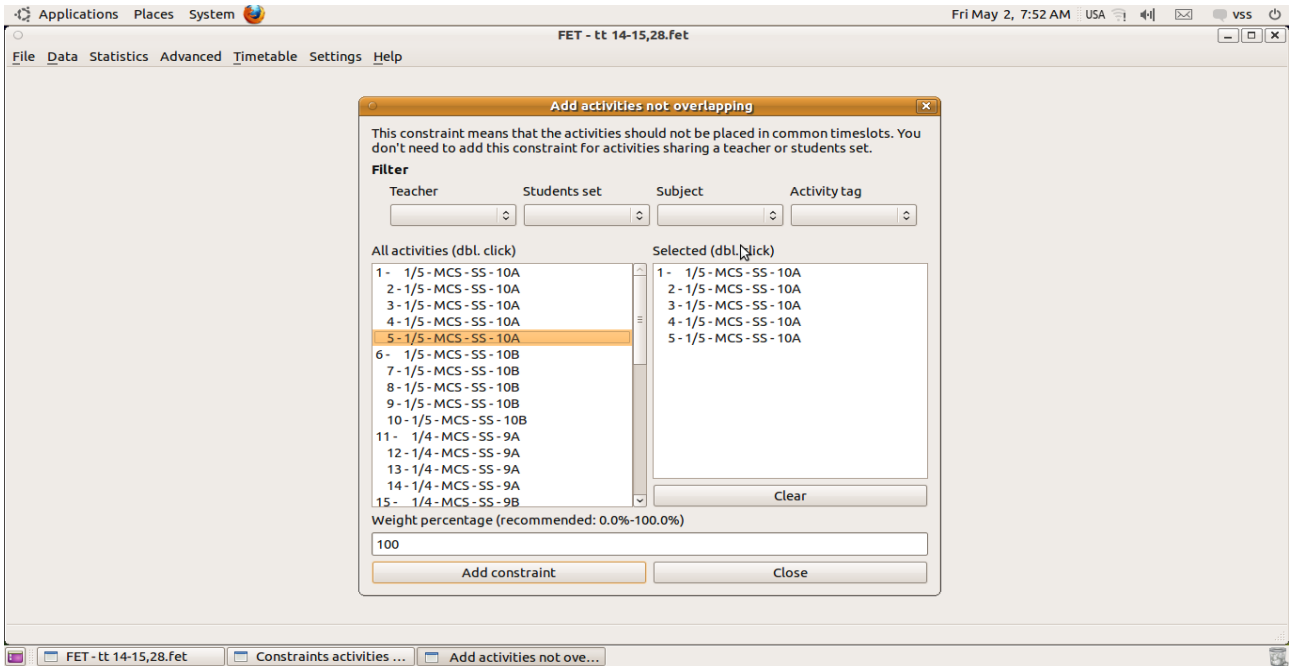 Applications Places System Fri May 2, 7:52 AM USA vss
FET - tt 14-15,28.fet
File Data Statistics Advanced Timetable Settings Help
Add activities not overlapping
This constraint means that the activities should not be placed in common timeslots. You
don't need to add this constraint for activities sharing a teacher or students set.
Filter
Teacher Students set Subject Activity tag
All activities (dbl. click)
1 - 1/5 - MCS - SS - 10A
2 - 1/5 - MCS - SS - 10A
3 - 1/5 - MCS - SS - 10A
4 - 1/5 - MCS - SS - 10A
5 - 1/5 - MCS - SS - 10A
6 - 1/5 - MCS - SS - 10B
7 - 1/5 - MCS - SS - 10B
8 - 1/5 - MCS - SS - 10B
9 - 1/5 - MCS - SS - 10B
10 - 1/5 - MCS - SS - 10B
11 - 1/4 - MCS - SS - 9A
12 - 1/4 - MCS - SS - 9A
13 - 1/4 - MCS - SS - 9A
14 - 1/4 - MCS - SS - 9A
15 - 1/4 - MCS - SS - 9B
Selected (dbl. click)
1 - 1/5 - MCS - SS - 10A
2 - 1/5 - MCS - SS - 10A
3 - 1/5 - MCS - SS - 10A
4 - 1/5 - MCS - SS - 10A
5 - 1/5 - MCS - SS - 10A
Clear
Weight percentage (recommended: 0.0%-100.0%)
100
Add constraint Close
FET - tt 14-15,28.fet Constraints activities ... Add activities not ove...